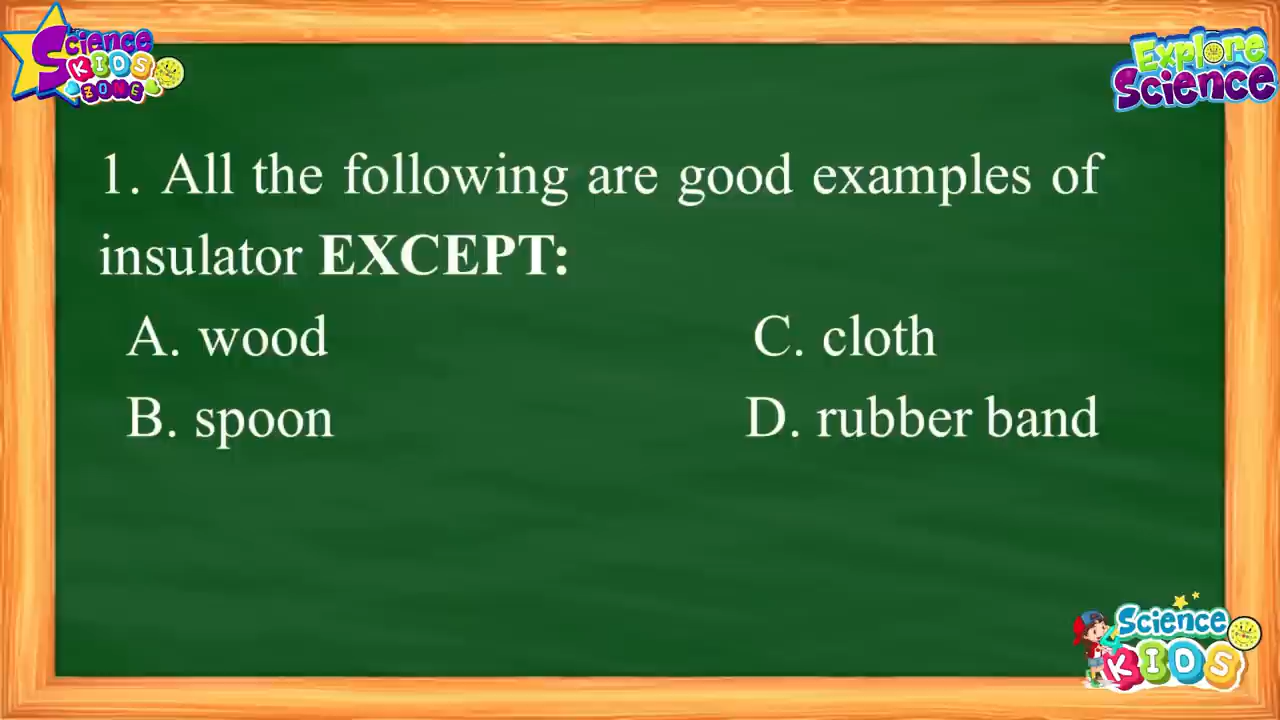 Science
KIDS
ZONE
Explore
Science
1. All the following are good examples of
insulator EXCEPT:
A. wood C. cloth
B. spoon D. rubber band
Science
KIDS